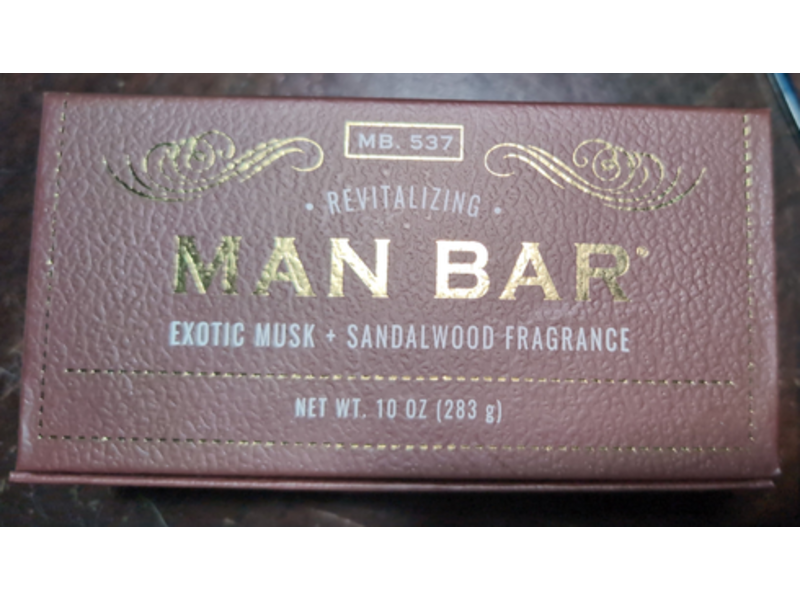 MB. 537
• REVITALIZING •
MAN BAR®
EXOTIC MUSK + SANDALWOOD FRAGRANCE
NET WT. 10 OZ (283 g)